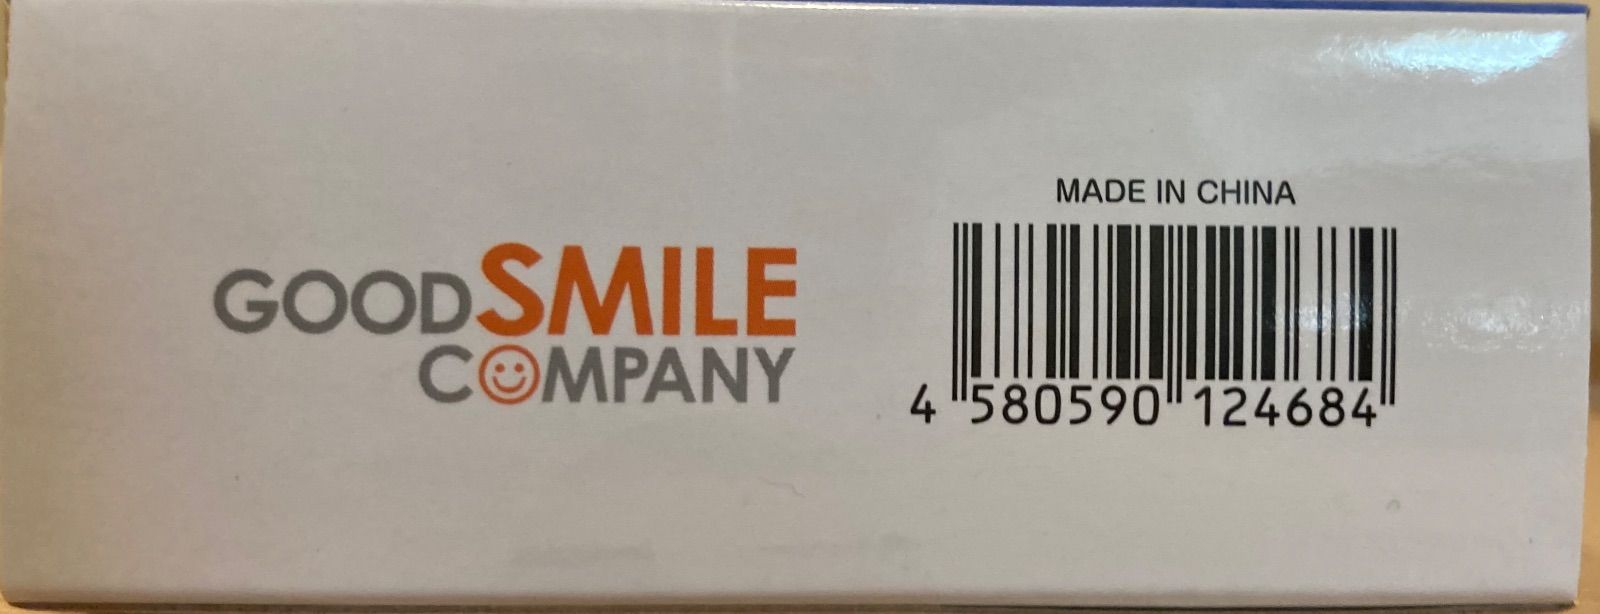 GOODSMILE
COMPANY
MADE IN CHINA
4 580590 124684